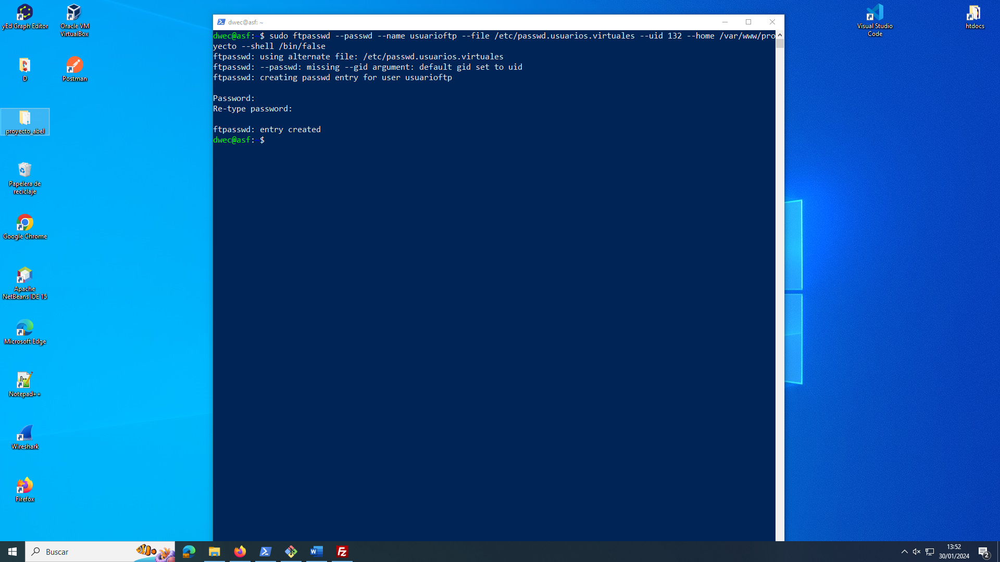 yEd Graph Editor
Oracle VM
VirtualBox
D
Postman
proyecto_abel
Papelera de
reciclaje
Google Chrome
Apache
NetBeans IDE 15
Microsoft Edge
Notepad++
Wireshark
Firefox
dwec@asf: ~
dwec@asf:~$ sudo ftpasswd --passwd --name usuarioftp --file /etc/passwd.usuarios.virtuales --uid 132 --home /var/www/pro
yecto --shell /bin/false
ftpasswd: using alternate file: /etc/passwd.usuarios.virtuales
ftpasswd: --passwd: missing --gid argument: default gid set to uid
ftpasswd: creating passwd entry for user usuarioftp
Password:
Re-type password:
ftpasswd: entry created
dwec@asf:~$
Visual Studio
Code
htdocs
Buscar
13:52
30/01/2024
2